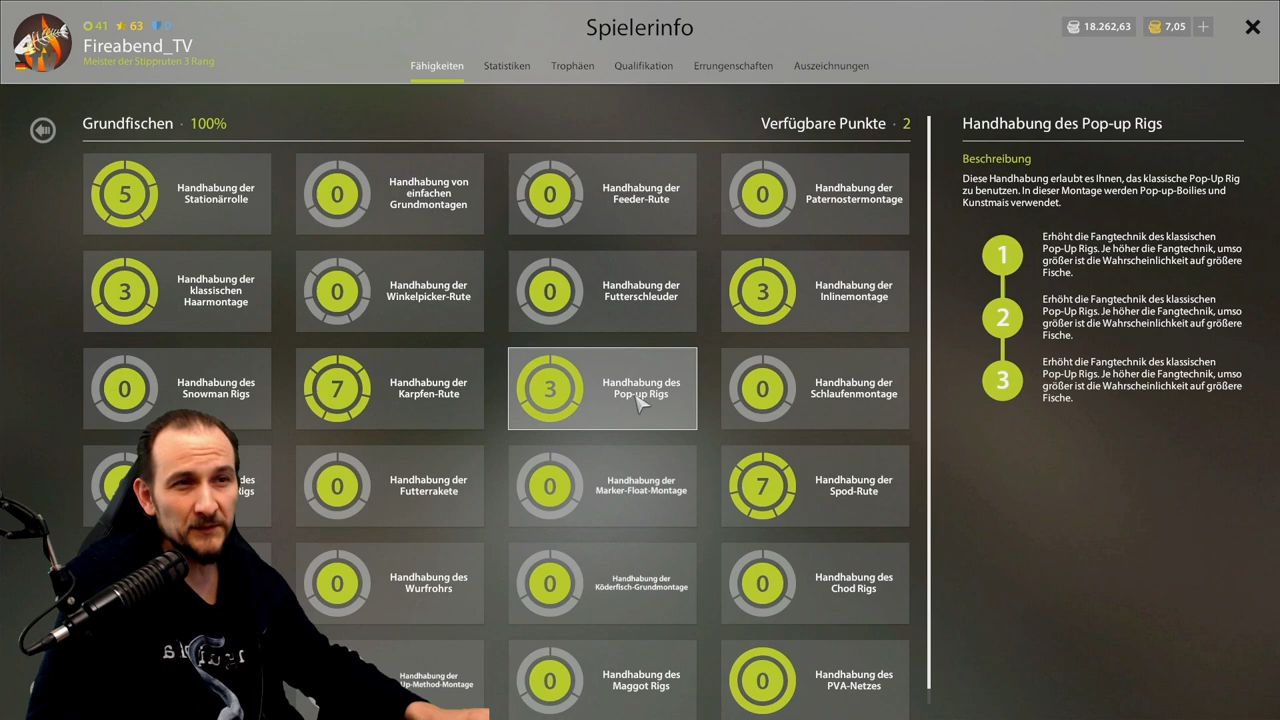 41 63 0
Fireabend_TV
Meister der Stippruten 3 Rang
Spielerinfo
18.262,63
7,05
Fähigkeiten
Statistiken
Trophäen
Qualifikation
Errungenschaften
Auszeichnungen
Grundfischen · 100%
Verfügbare Punkte · 2
5
Handhabung der
Stationärrolle
0
Handhabung von
einfachen
Grundmontagen
0
Handhabung der
Feeder-Rute
0
Handhabung der
Paternostermontage
3
Handhabung der
klassischen
Haarmontage
0
Handhabung der
Winkelpicker-Rute
0
Handhabung der
Futterschleuder
3
Handhabung der
Inlinemontage
0
Handhabung des
Snowman Rigs
7
Handhabung der
Karpfen-Rute
3
Handhabung des
Pop-up Rigs
0
Handhabung der
Schlaufenmontage
des
Rigs
0
Handhabung der
Futterrakete
0
Handhabung der
Marker-Float-Montage
7
Handhabung der
Spod-Rute
0
Handhabung des
Wurfrohrs
0
Handhabung der
Köderfisch-Grundmontage
0
Handhabung des
Chod Rigs
Handhabung der
Up-Method-Montage
0
Handhabung des
Maggot Rigs
0
Handhabung des
PVA-Netzes
Handhabung des Pop-up Rigs
Beschreibung
Diese Handhabung erlaubt es Ihnen, das klassische Pop-Up Rig
zu benutzen. In dieser Montage werden Pop-up-Boilies und
Kunstmais verwendet.
1
Erhöht die Fangtechnik des klassischen
Pop-Up Rigs. Je höher die Fangtechnik, umso
größer ist die Wahrscheinlichkeit auf größere
Fische.
2
Erhöht die Fangtechnik des klassischen
Pop-Up Rigs. Je höher die Fangtechnik, umso
größer ist die Wahrscheinlichkeit auf größere
Fische.
3
Erhöht die Fangtechnik des klassischen
Pop-Up Rigs. Je höher die Fangtechnik, umso
größer ist die Wahrscheinlichkeit auf größere
Fische.